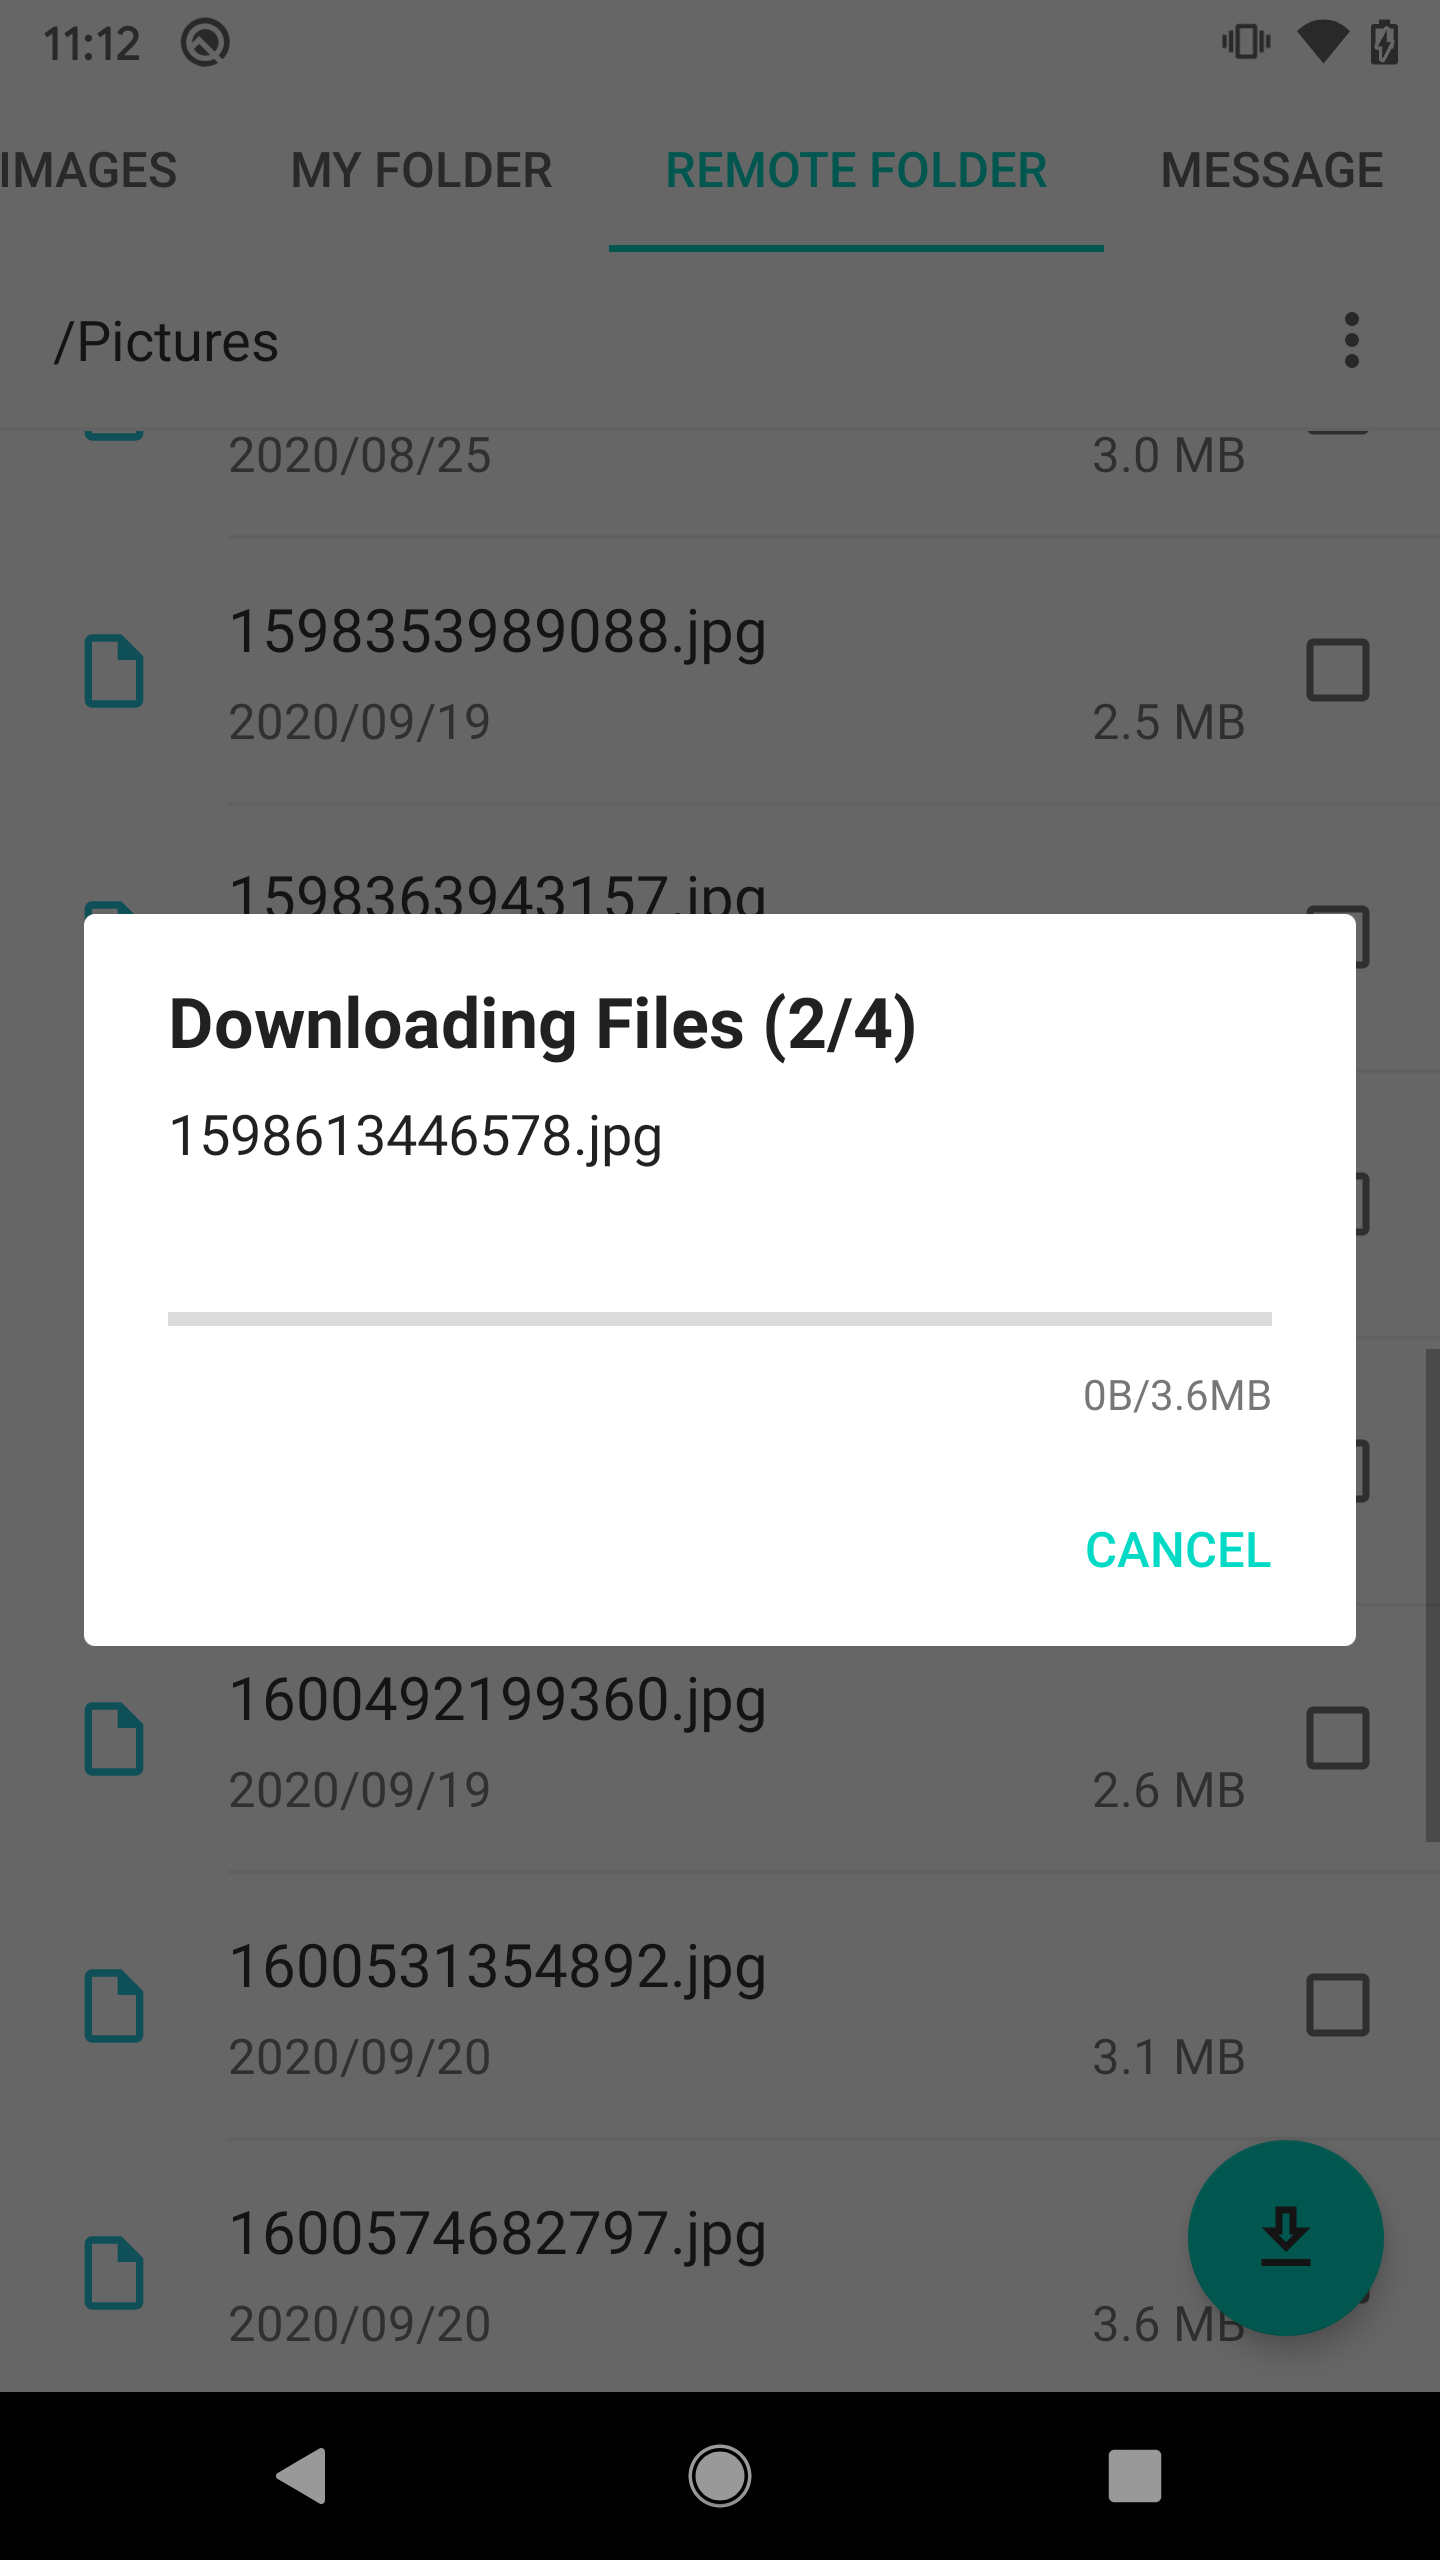 11:12
IMAGES MY FOLDER REMOTE FOLDER MESSAGE
/Pictures
2020/08/25 3.0 MB
1598353989088.jpg
2020/09/19 2.5 MB
1598363943157.jpg
Downloading Files (2/4)
1598613446578.jpg
0B/3.6MB
CANCEL
1600492199360.jpg
2020/09/19 2.6 MB
1600531354892.jpg
2020/09/20 3.1 MB
1600574682797.jpg
2020/09/20 3.6 MB